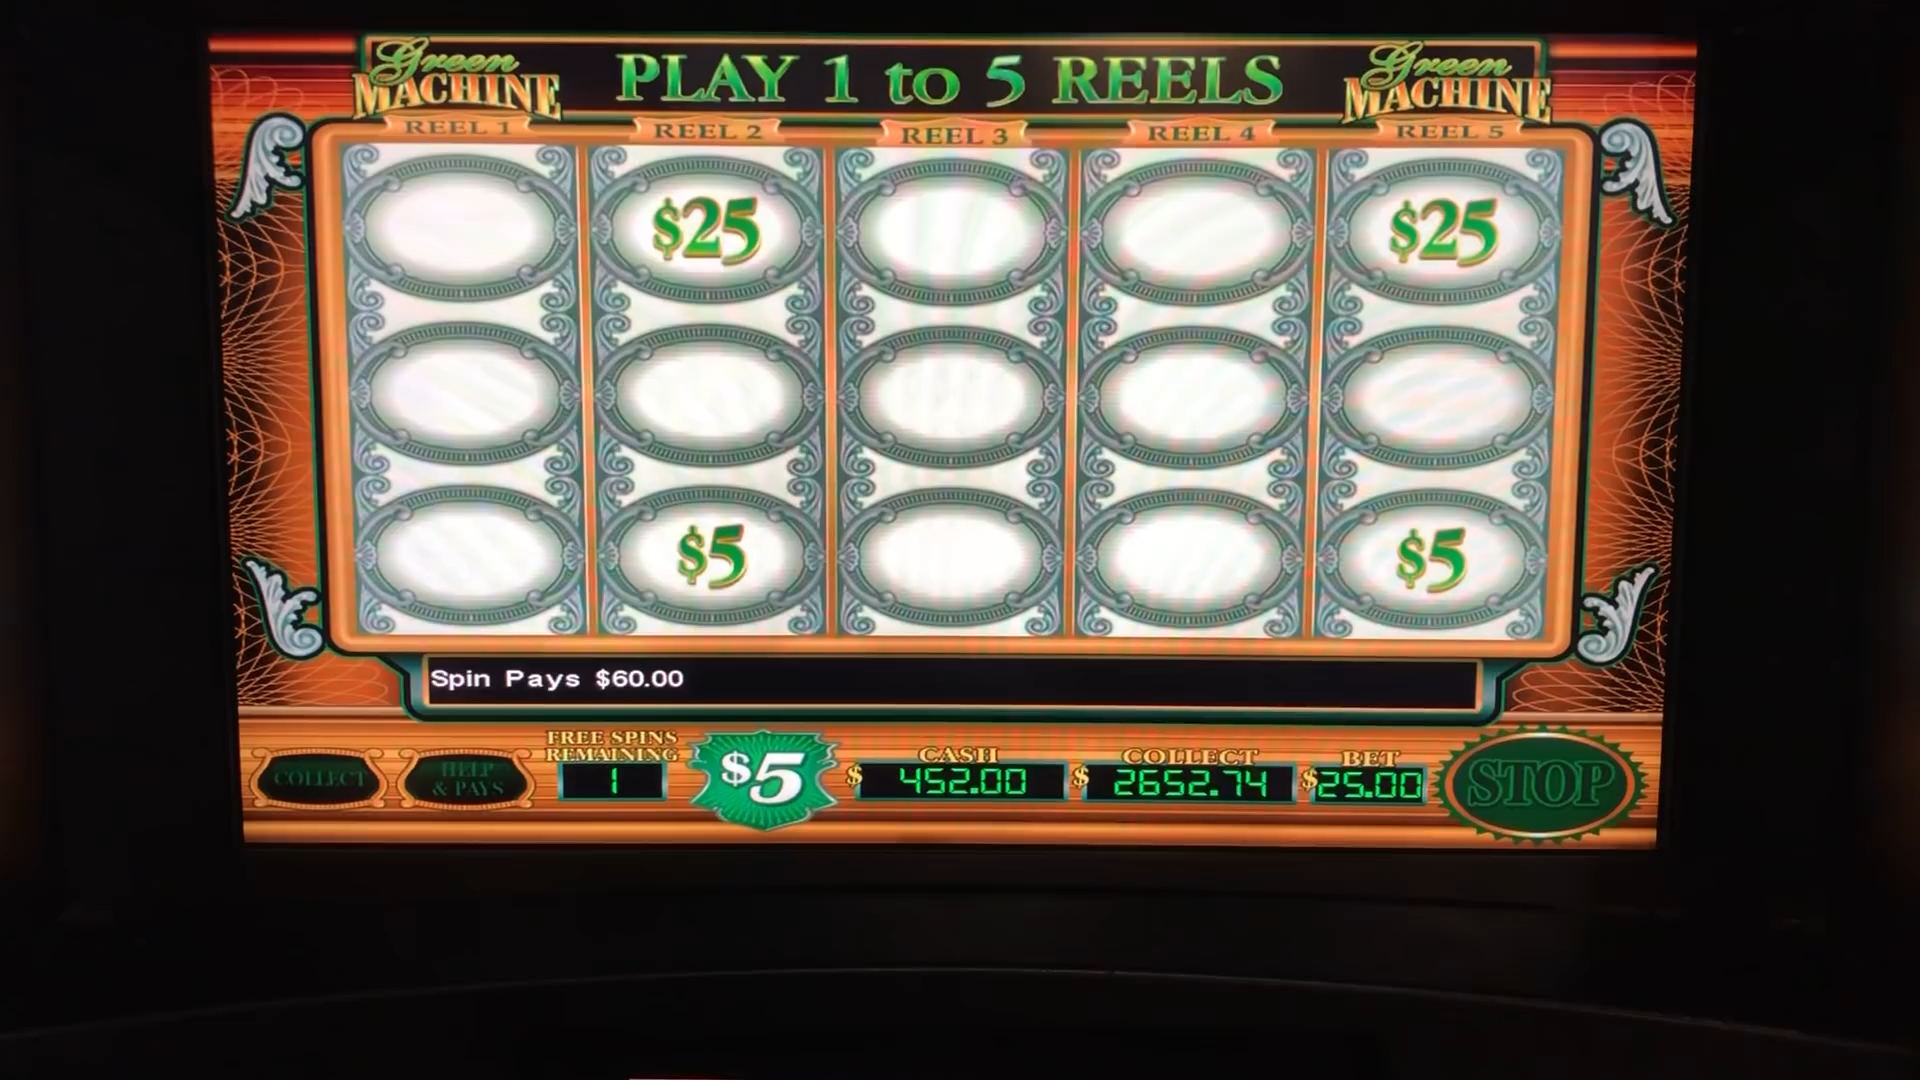 Green MACHINE
PLAY 1 to 5 REELS
Green MACHINE
REEL 1
REEL 2
REEL 3
REEL 4
REEL 5
$25
$25
$5
$5
Spin Pays $60.00
COLLECT
HELP & PAYS
FREE SPINS REMAINING
1
$5
CASH
$ 452.00
COLLECT
$ 2652.74
BET
$25.00
STOP